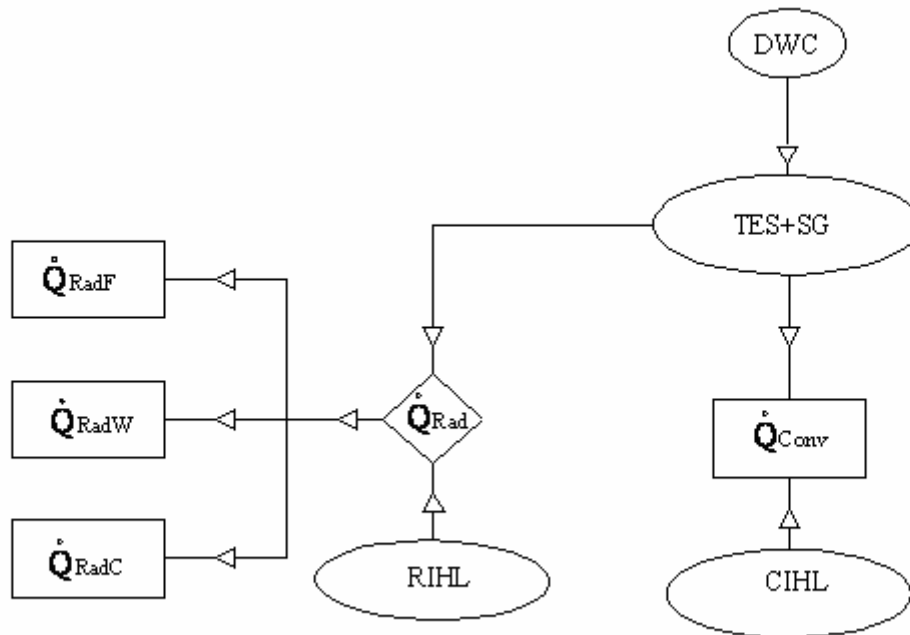 DWC
TES+SG
Q̇RadF
Q̇RadW
Q̇Rad
Q̇Conv
Q̇RadC
RIHL
CIHL